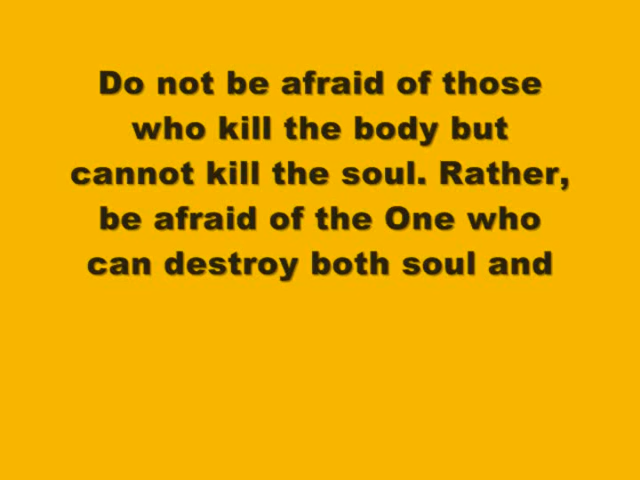 Do not be afraid of those
who kill the body but
cannot kill the soul. Rather,
be afraid of the One who
can destroy both soul and